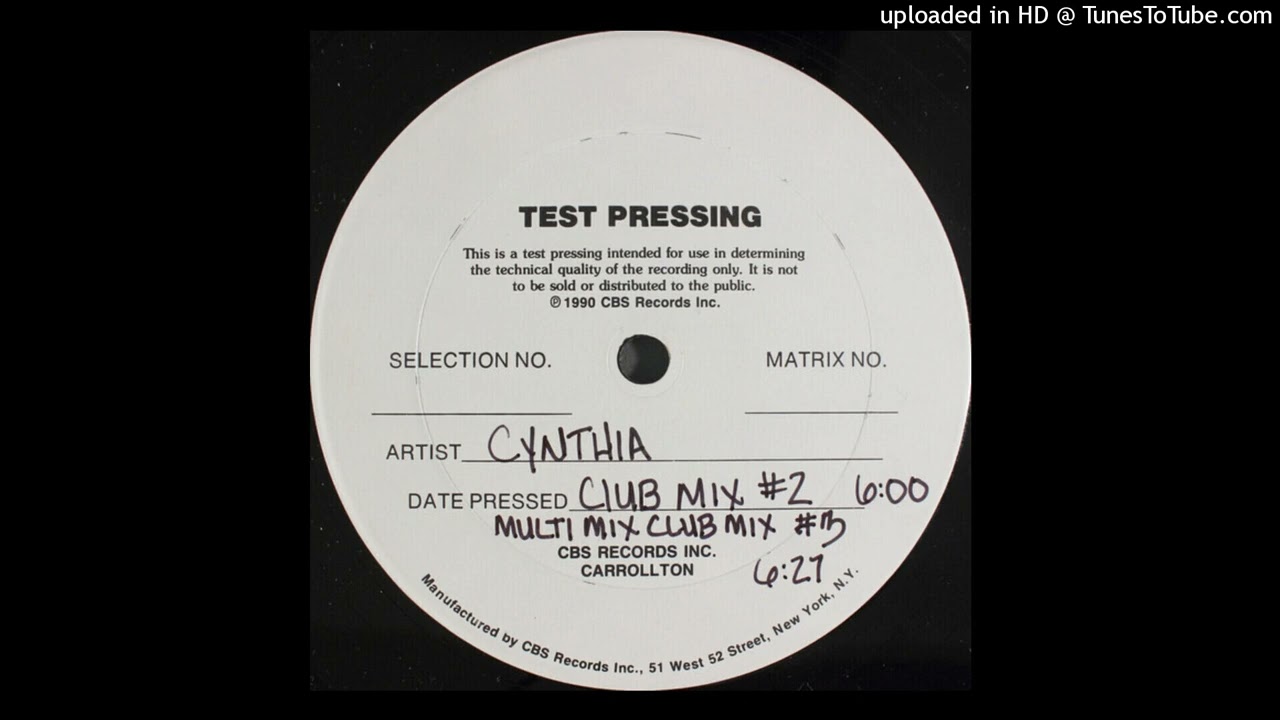 uploaded in HD @ TunesToTube.com
TEST PRESSING
This is a test pressing intended for use in determining
the technical quality of the recording only. It is not
to be sold or distributed to the public.
℗ 1990 CBS Records Inc.
SELECTION NO. MATRIX NO.
ARTIST CYNTHIA
DATE PRESSED CLUB MIX #2 6:00
MULTI MIX CLUB MIX #3
CBS RECORDS INC.
CARROLLTON 6:27
Manufactured by CBS Records Inc., 51 West 52 Street, New York, N.Y.